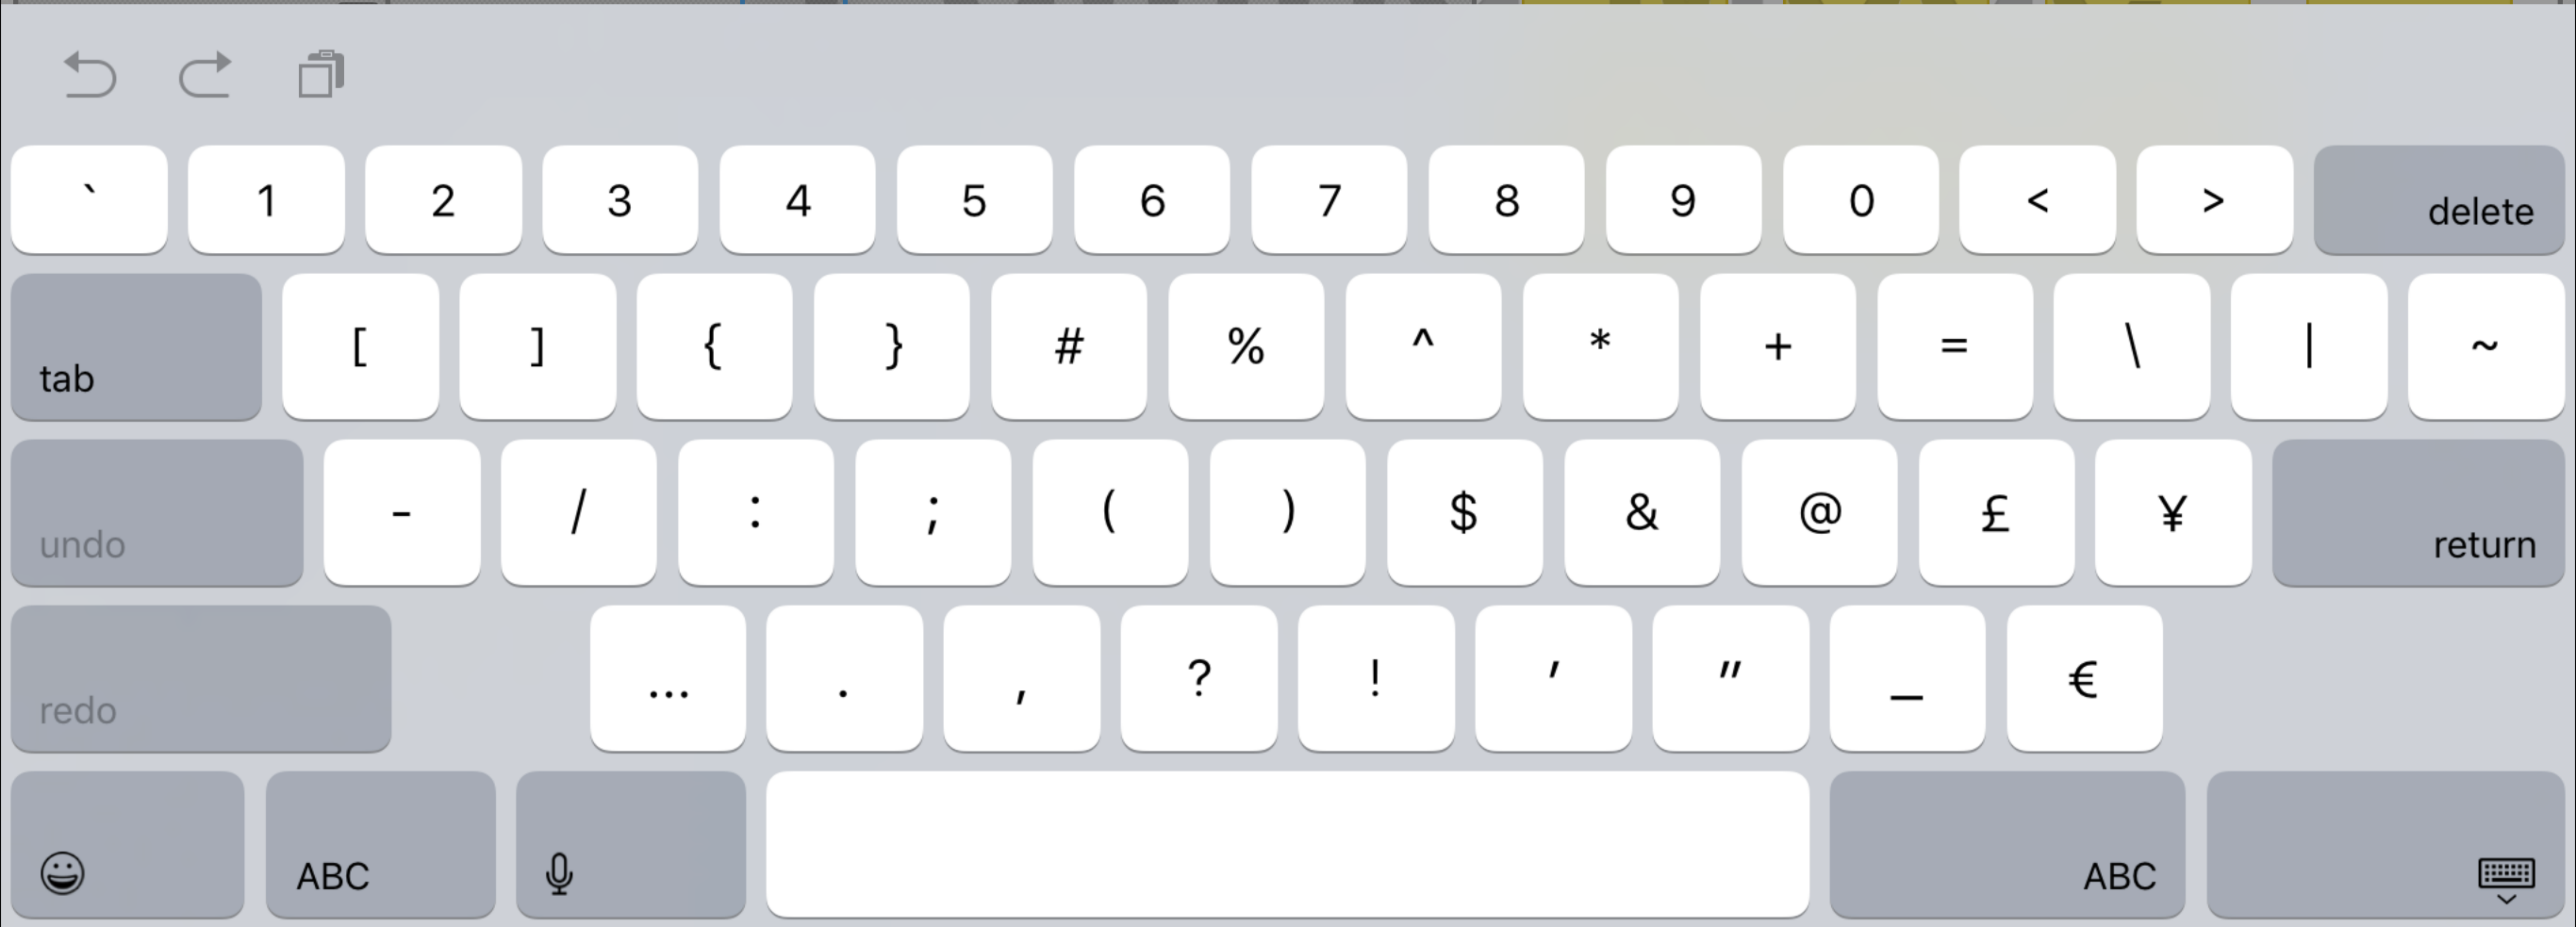 ` 1 2 3 4 5 6 7 8 9 0 < > delete
tab [ ] { } # % ^ * + = \ | ~
undo - / : ; ( ) $ & @ £ ¥ return
redo … . , ? ! ' " _ €
ABC ABC